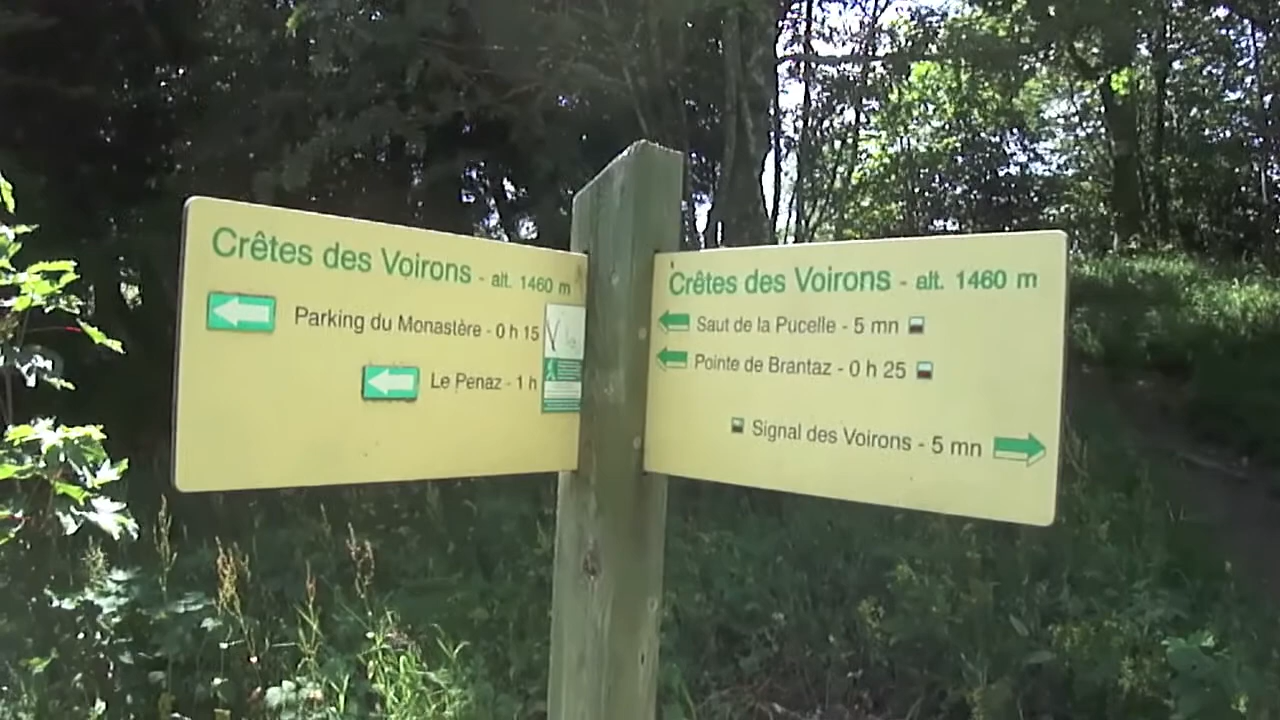 Crêtes des Voirons - alt. 1460 m
Parking du Monastère - 0 h 15
Le Penaz - 1 h
Crêtes des Voirons - alt. 1460 m
Saut de la Pucelle - 5 mn
Pointe de Brantaz - 0 h 25
Signal des Voirons - 5 mn